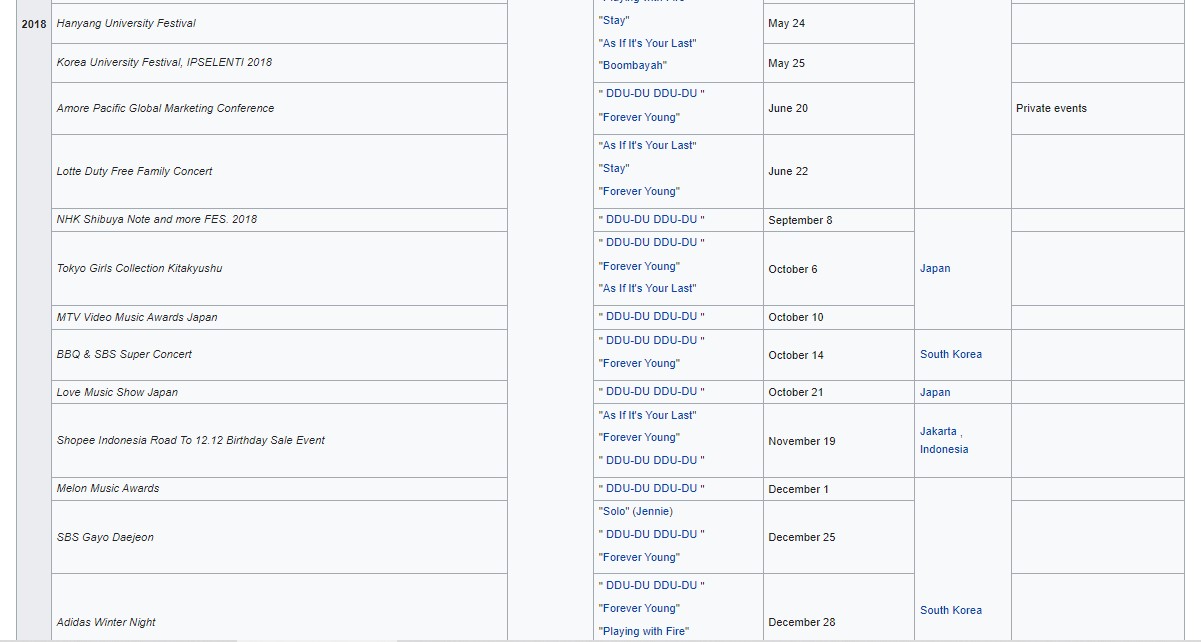 "Playing with Fire"
2018
Hanyang University Festival
"Stay"
"As If It's Your Last"
"Boombayah"
May 24
Korea University Festival, IPSELENTI 2018
May 25
Amore Pacific Global Marketing Conference
" DDU-DU DDU-DU "
"Forever Young"
June 20
Private events
Lotte Duty Free Family Concert
"As If It's Your Last"
"Stay"
"Forever Young"
June 22
NHK Shibuya Note and more FES. 2018
" DDU-DU DDU-DU "
September 8
Japan
Tokyo Girls Collection Kitakyushu
" DDU-DU DDU-DU "
"Forever Young"
"As If It's Your Last"
October 6
MTV Video Music Awards Japan
" DDU-DU DDU-DU "
October 10
BBQ & SBS Super Concert
" DDU-DU DDU-DU "
"Forever Young"
October 14
South Korea
Love Music Show Japan
" DDU-DU DDU-DU "
October 21
Japan
Shopee Indonesia Road To 12.12 Birthday Sale Event
"As If It's Your Last"
"Forever Young"
" DDU-DU DDU-DU "
November 19
Jakarta ,
Indonesia
Melon Music Awards
" DDU-DU DDU-DU "
December 1
SBS Gayo Daejeon
"Solo" (Jennie)
" DDU-DU DDU-DU "
"Forever Young"
December 25
South Korea
Adidas Winter Night
" DDU-DU DDU-DU "
"Forever Young"
"Playing with Fire"
December 28